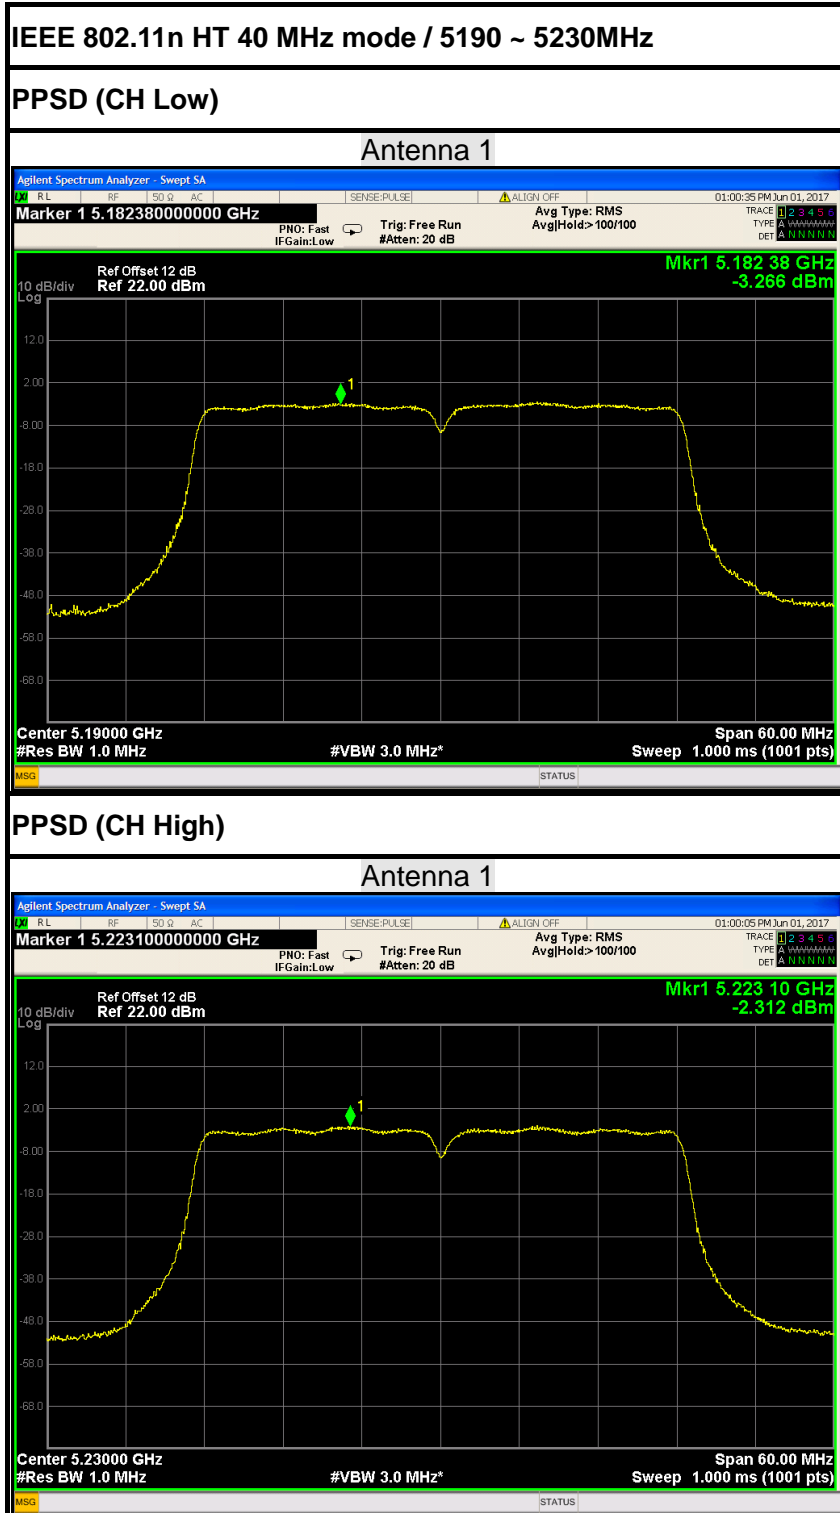 IEEE 802.11n HT 40 MHz mode / 5190 ~ 5230MHz
PPSD (CH Low)
Antenna 1
Agilent Spectrum Analyzer - Swept SA
LXI RL RF 50 Ω AC SENSE:PULSE ALIGN OFF 01:00:35 PM Jun 01, 2017
Marker 1 5.182380000000 GHz
PNO: Fast
IFGain:Low
Trig: Free Run
#Atten: 20 dB
Avg Type: RMS
Avg|Hold:>100/100
TRACE 1 2 3 4 5 6
TYPE A WWWWW
DET A N N N N N
Mkr1 5.182 38 GHz
-3.266 dBm
Ref Offset 12 dB
10 dB/div Ref 22.00 dBm
Log
1
12.0
2.00
-8.00
-18.0
-28.0
-38.0
-48.0
-58.0
-68.0
Center 5.19000 GHz Span 60.00 MHz
#Res BW 1.0 MHz #VBW 3.0 MHz* Sweep 1.000 ms (1001 pts)
MSG STATUS
PPSD (CH High)
Antenna 1
Agilent Spectrum Analyzer - Swept SA
LXI RL RF 50 Ω AC SENSE:PULSE ALIGN OFF 01:00:05 PM Jun 01, 2017
Marker 1 5.223100000000 GHz
PNO: Fast
IFGain:Low
Trig: Free Run
#Atten: 20 dB
Avg Type: RMS
Avg|Hold:>100/100
TRACE 1 2 3 4 5 6
TYPE A WWWWW
DET A N N N N N
Mkr1 5.223 10 GHz
-2.312 dBm
Ref Offset 12 dB
10 dB/div Ref 22.00 dBm
Log
1
12.0
2.00
-8.00
-18.0
-28.0
-38.0
-48.0
-58.0
-68.0
Center 5.23000 GHz Span 60.00 MHz
#Res BW 1.0 MHz #VBW 3.0 MHz* Sweep 1.000 ms (1001 pts)
MSG STATUS